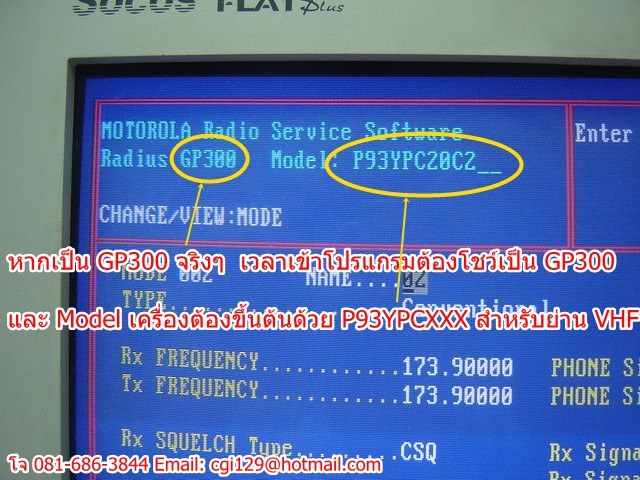 SOCOS FLAT Plus
MOTOROLA Radio Service Software
Radius GP300 Model: P93YPC20C2__
Enter
CHANGE/VIEW:MODE
หากเป็น GP300 จริงๆ เวลาเข้าโปรแกรมต้องโชว์เป็น GP300
MODE 002 NAME....02
TYPE... Conventional
และ Model เครื่องต้องขึ้นต้นด้วย P93YPCXXX สำหรับย่าน VHF
Rx FREQUENCY............173.90000 PHONE Si
Tx FREQUENCY............173.90000 PHONE Si
Rx SQUELCH Type.........CSQ Rx Signa
โจ 081-686-3844 Email: cgi129@hotmail.com